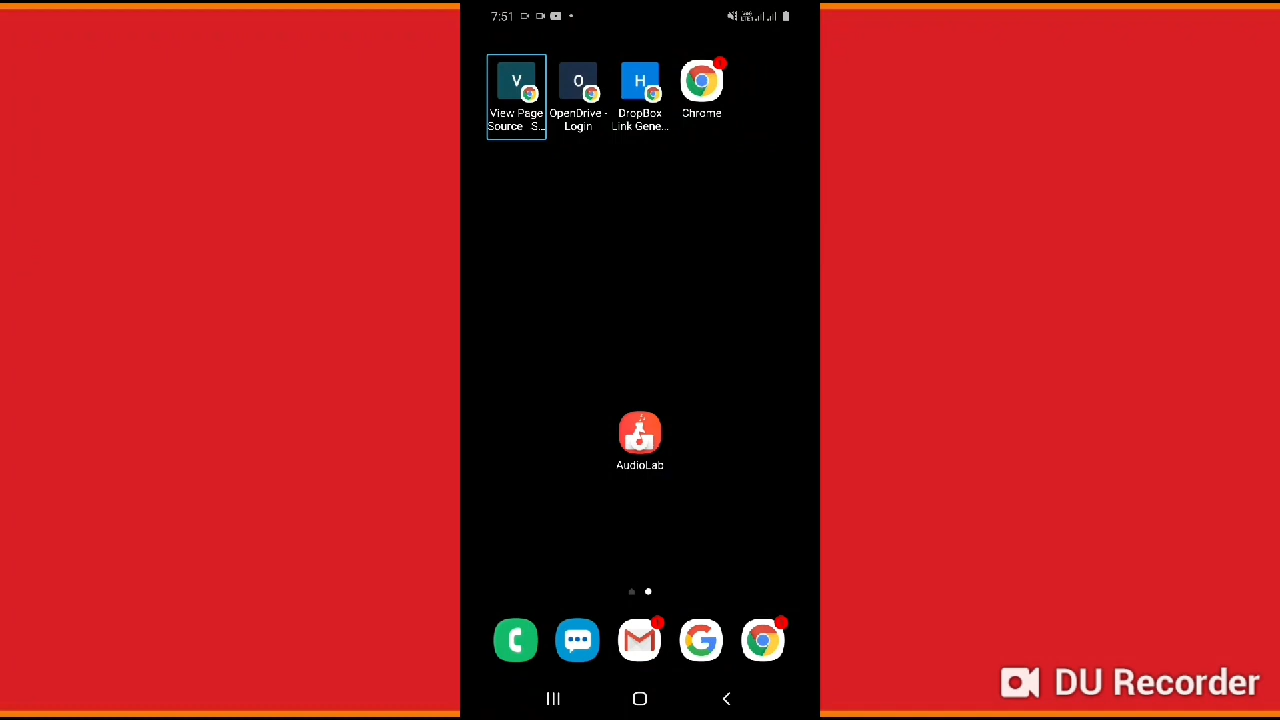 7:51
V
O
H
View Page
Source - S...
OpenDrive -
Login
DropBox
Link Gene...
Chrome
AudioLab
DU Recorder